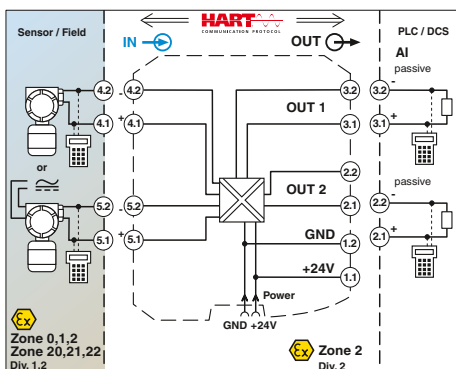 Sensor / Field
HART
COMMUNICATION PROTOCOL
PLC / DCS
IN
OUT
AI
passive
4.2
-
4.2
3.2
3.2
-
OUT 1
4.1
+
4.1
3.1
3.1
+
or
2.2
passive
OUT 2
5.2
-
5.2
2.1
2.2
-
GND
5.1
+
5.1
1.2
2.1
+
+24V
1.1
Power
GND +24V
Ex
Zone 0,1,2
Zone 20,21,22
Div. 1,2
Ex
Zone 2
Div. 2